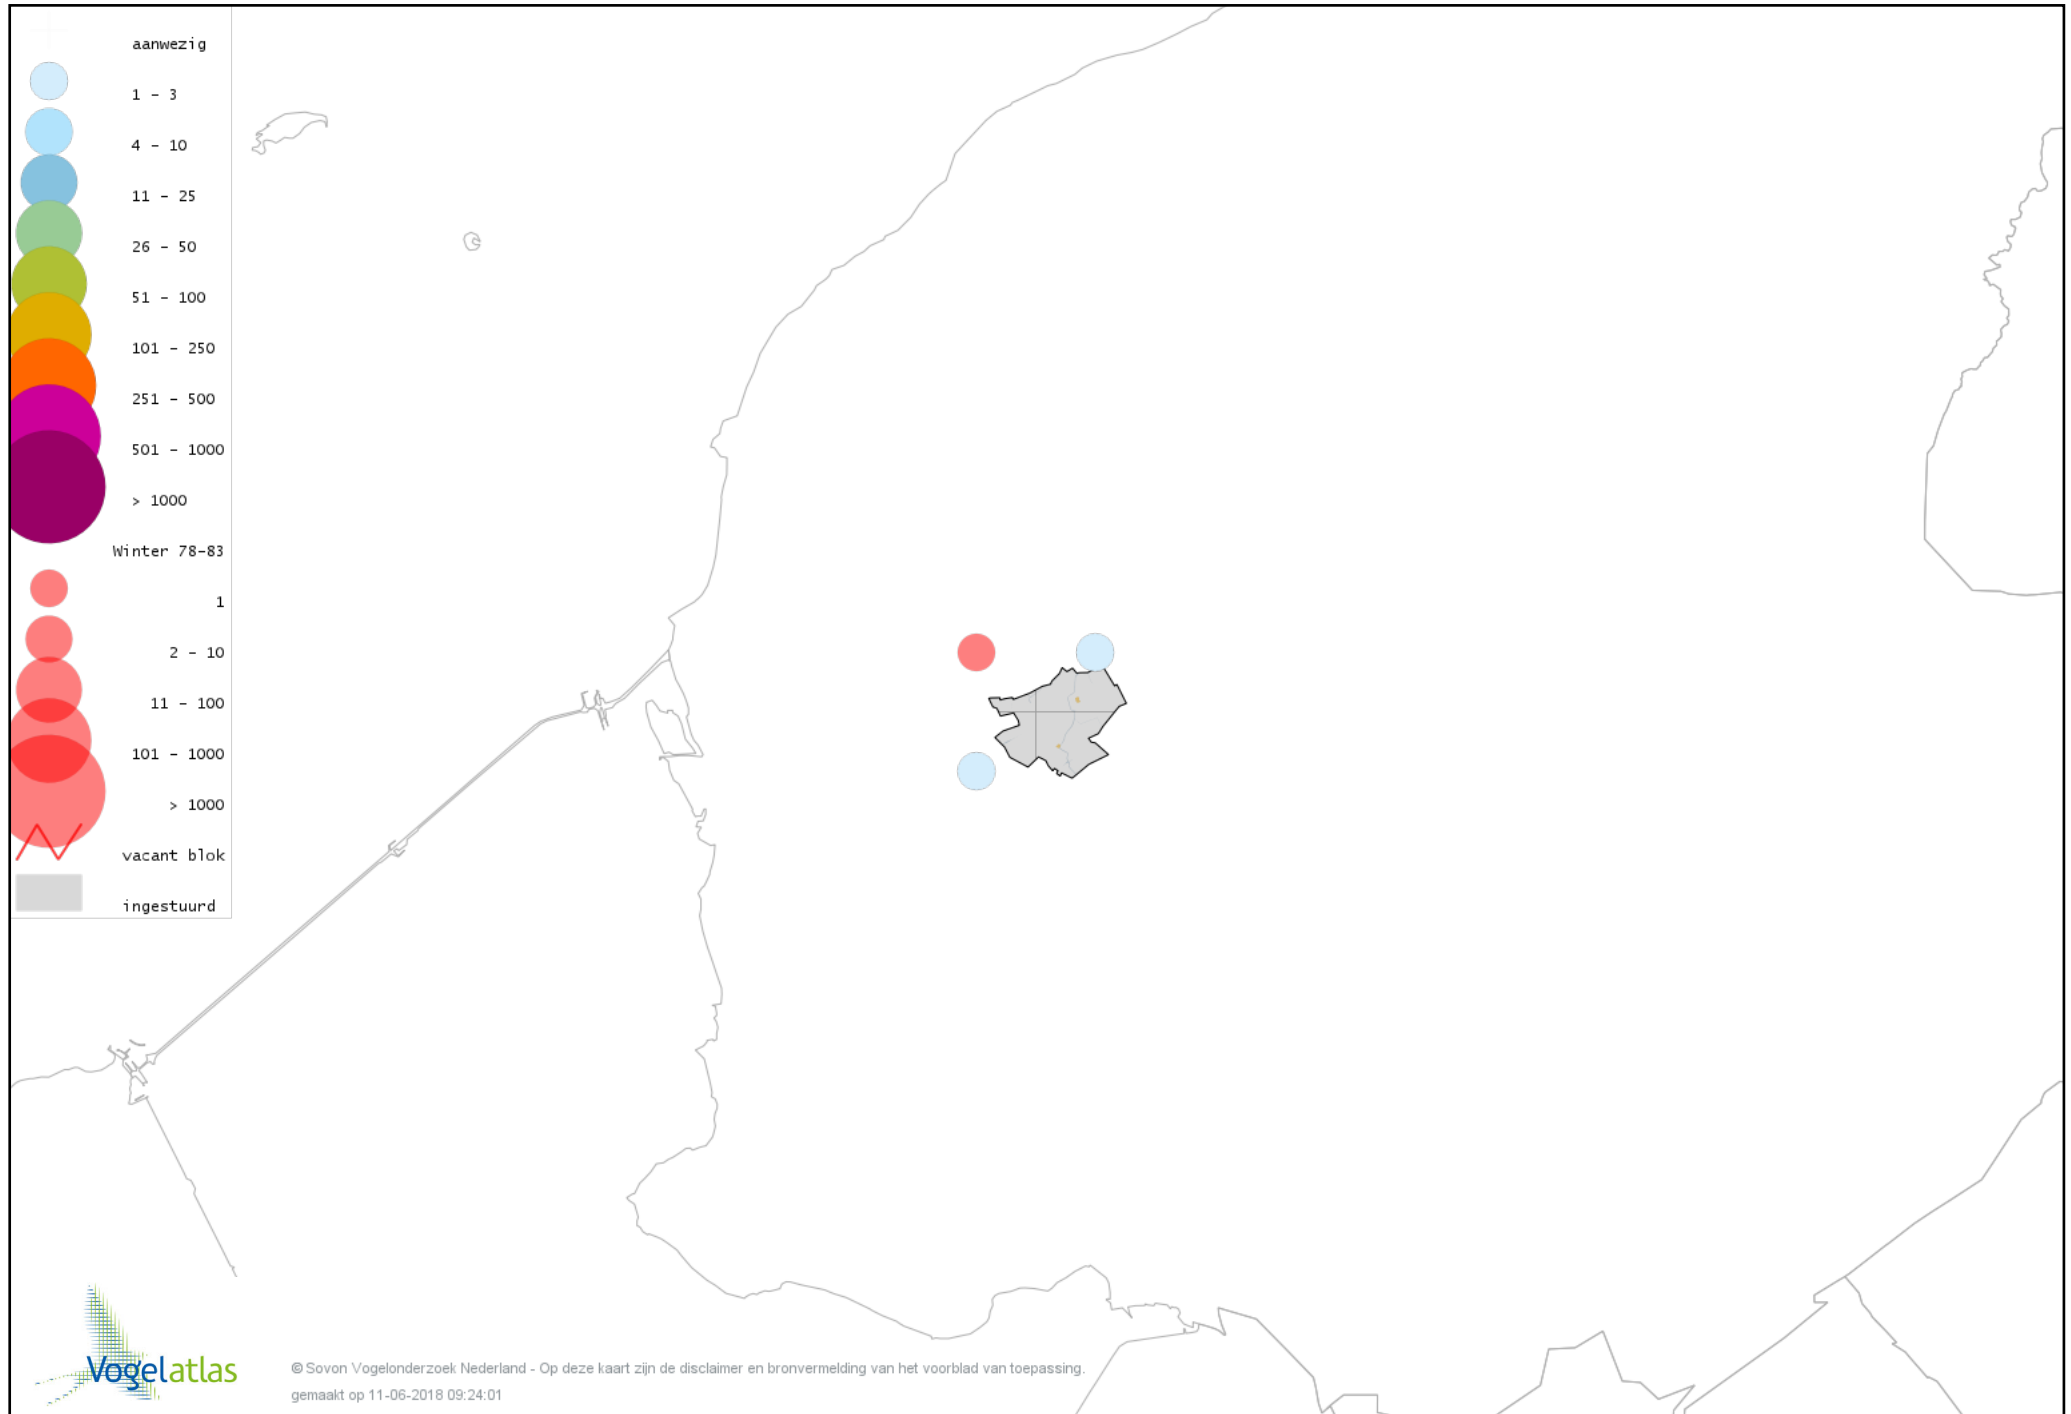 aanwezig
1 – 3
4 – 10
11 – 25
26 – 50
51 – 100
101 – 250
251 – 500
501 – 1000
> 1000
Winter 78–83
1
2 – 10
11 – 100
101 – 1000
> 1000
vacant blok
ingestuurd
Vogelatlas
© Sovon Vogelonderzoek Nederland - Op deze kaart zijn de disclaimer en bronvermelding van het voorblad van toepassing.
gemaakt op 11-06-2018 09:24:01